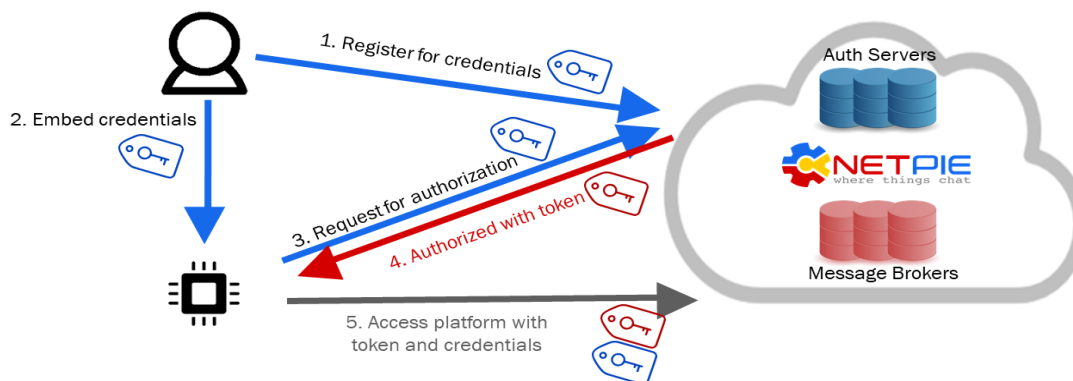 1. Register for credentials
Auth Servers
2. Embed credentials
NETPIE
where things chat
3. Request for authorization
4. Authorized with token
Message Brokers
5. Access platform with
token and credentials